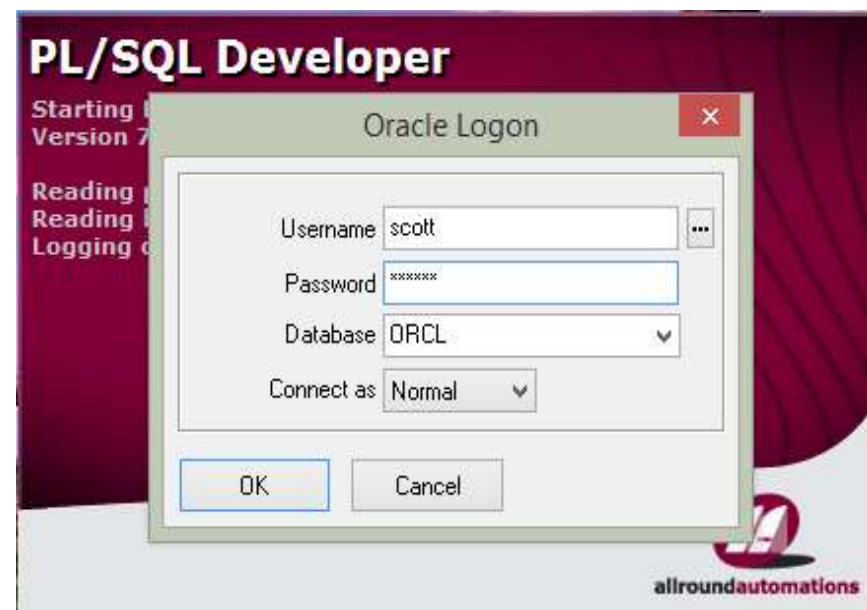 PL/SQL Developer
Starting
Version 7
Reading
Reading
Logging
Oracle Logon
Username scott
Password ******
Database ORCL
Connect as Normal
OK Cancel
allroundautomations